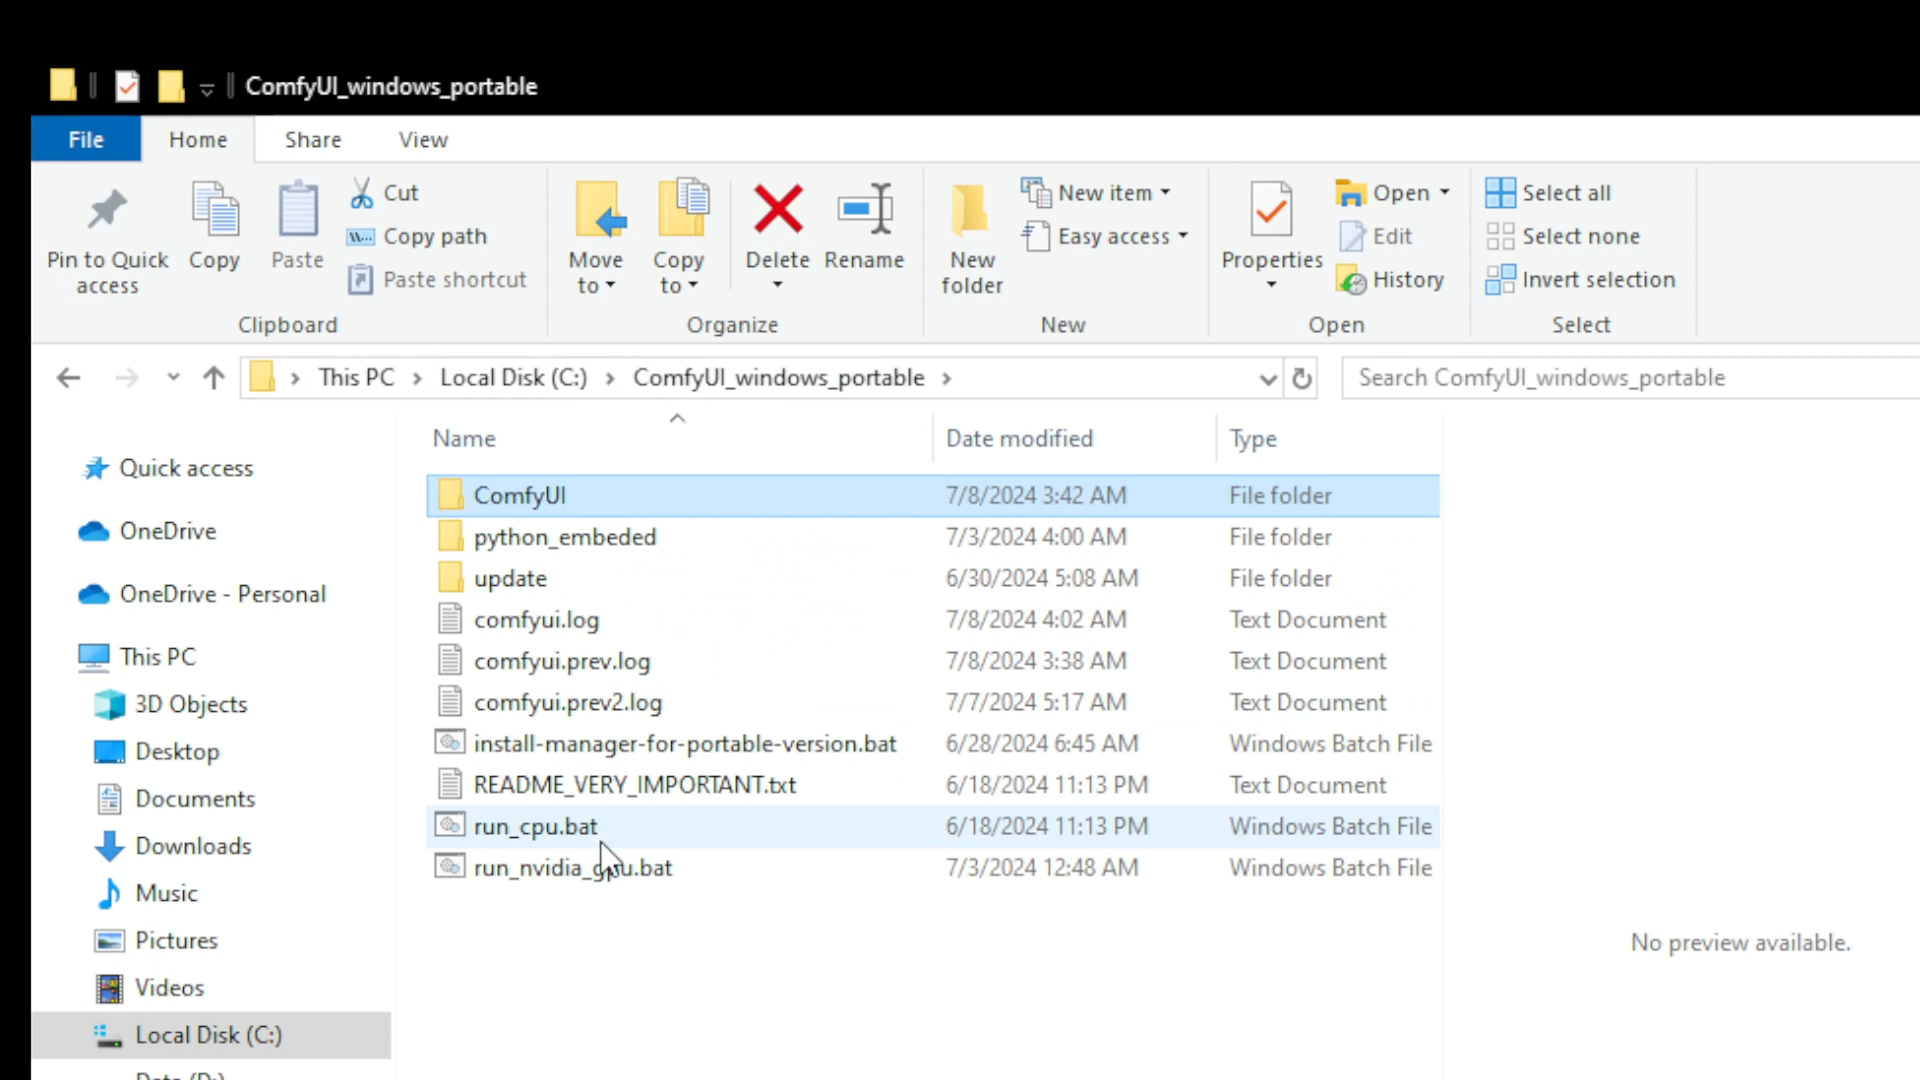 ComfyUI_windows_portable
File Home Share View
Pin to Quick access
Copy
Paste
Cut
Copy path
Paste shortcut
Clipboard
Move to
Copy to
Delete
Rename
Organize
New folder
New item
Easy access
New
Properties
Open
Edit
History
Open
Select all
Select none
Invert selection
Select
This PC Local Disk (C:) ComfyUI_windows_portable
Search ComfyUI_windows_portable
Quick access
OneDrive
OneDrive - Personal
This PC
3D Objects
Desktop
Documents
Downloads
Music
Pictures
Videos
Local Disk (C:)
Name Date modified Type
ComfyUI 7/8/2024 3:42 AM File folder
python_embeded 7/3/2024 4:00 AM File folder
update 6/30/2024 5:08 AM File folder
comfyui.log 7/8/2024 4:02 AM Text Document
comfyui.prev.log 7/8/2024 3:38 AM Text Document
comfyui.prev2.log 7/7/2024 5:17 AM Text Document
install-manager-for-portable-version.bat 6/28/2024 6:45 AM Windows Batch File
README_VERY_IMPORTANT.txt 6/18/2024 11:13 PM Text Document
run_cpu.bat 6/18/2024 11:13 PM Windows Batch File
run_nvidia_gpu.bat 7/3/2024 12:48 AM Windows Batch File
No preview available.